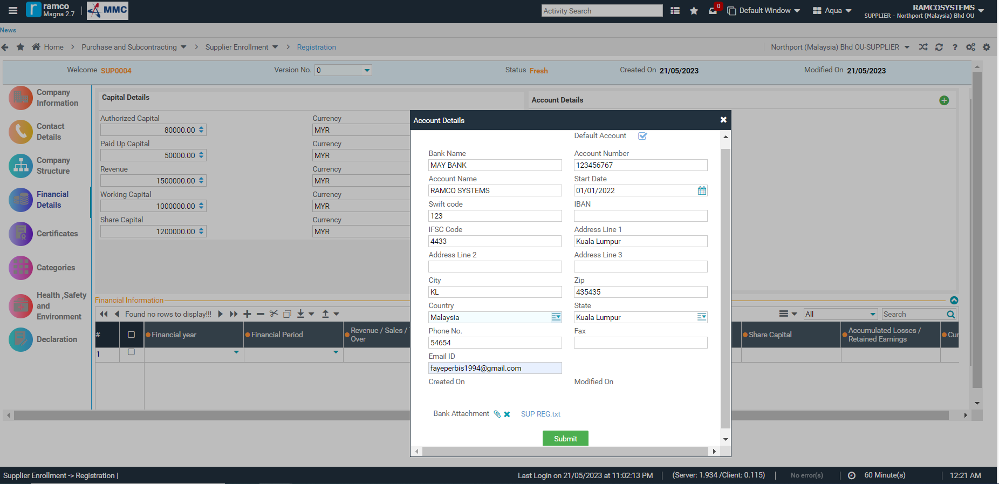 ramco
Magna 2.7
MMC
Activity Search
0
Default Window
Aqua
RAMCOSYSTEMS
SUPPLIER - Northport (Malaysia) Bhd OU
News
Home > Purchase and Subcontracting > Supplier Enrollment > Registration
Northport (Malaysia) Bhd OU-SUPPLIER
?
Welcome SUP0004
Version No. 0
Status Fresh
Created On 21/05/2023
Modified On 21/05/2023
Company Information
Contact Details
Company Structure
Financial Details
Certificates
Categories
Health ,Safety and Environment
Declaration
Capital Details
Authorized Capital
Currency
80000.00
MYR
Paid Up Capital
Currency
50000.00
MYR
Revenue
Currency
1500000.00
MYR
Working Capital
Currency
1000000.00
MYR
Share Capital
Currency
1200000.00
MYR
Account Details
Account Details
Default Account
Bank Name
Account Number
MAY BANK
123456767
Account Name
Start Date
RAMCO SYSTEMS
01/01/2022
Swift code
IBAN
123
IFSC Code
Address Line 1
4433
Kuala Lumpur
Address Line 2
Address Line 3
City
Zip
KL
435435
Country
State
Malaysia
Kuala Lumpur
Phone No.
Fax
54654
Email ID
fayeperbis1994@gmail.com
Created On
Modified On
Bank Attachment
SUP REG.txt
Submit
Financial Information
Found no rows to display!!!
All
Search
#
Financial year
Financial Period
Revenue / Sales /
Over
Share Capital
Accumulated Losses /
Retained Earnings
Cur
1
Supplier Enrollment -> Registration |
Last Login on 21/05/2023 at 11:02:13 PM
(Server: 1.934 /Client: 0.115)
No error(s)
60 Minute(s)
12:21 AM